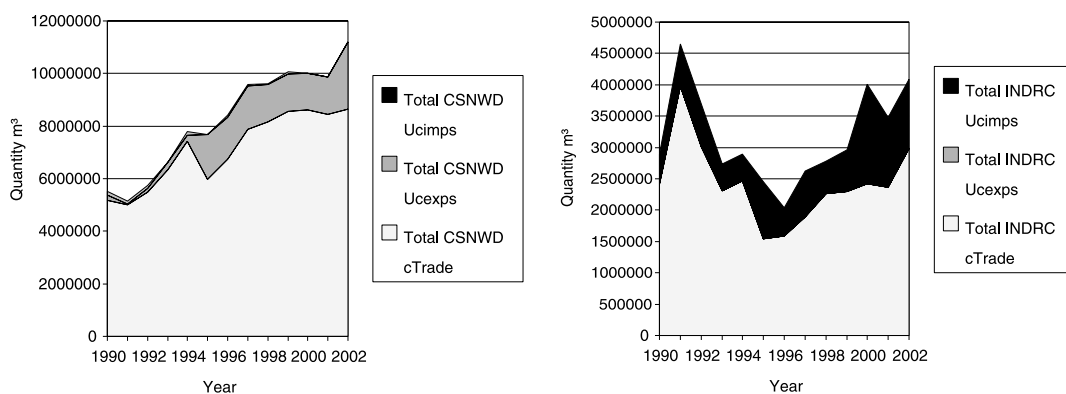 12000000
10000000
8000000
6000000
4000000
2000000
0
Quantity m³
1990 1992 1994 1996 1998 2000 2002
Year
Total CSNWD
Ucimps
Total CSNWD
Ucexps
Total CSNWD
cTrade
5000000
4500000
4000000
3500000
3000000
2500000
2000000
1500000
1000000
500000
0
Quantity m³
1990 1992 1994 1996 1998 2000 2002
Year
Total INDRC
Ucimps
Total INDRC
Ucexps
Total INDRC
cTrade